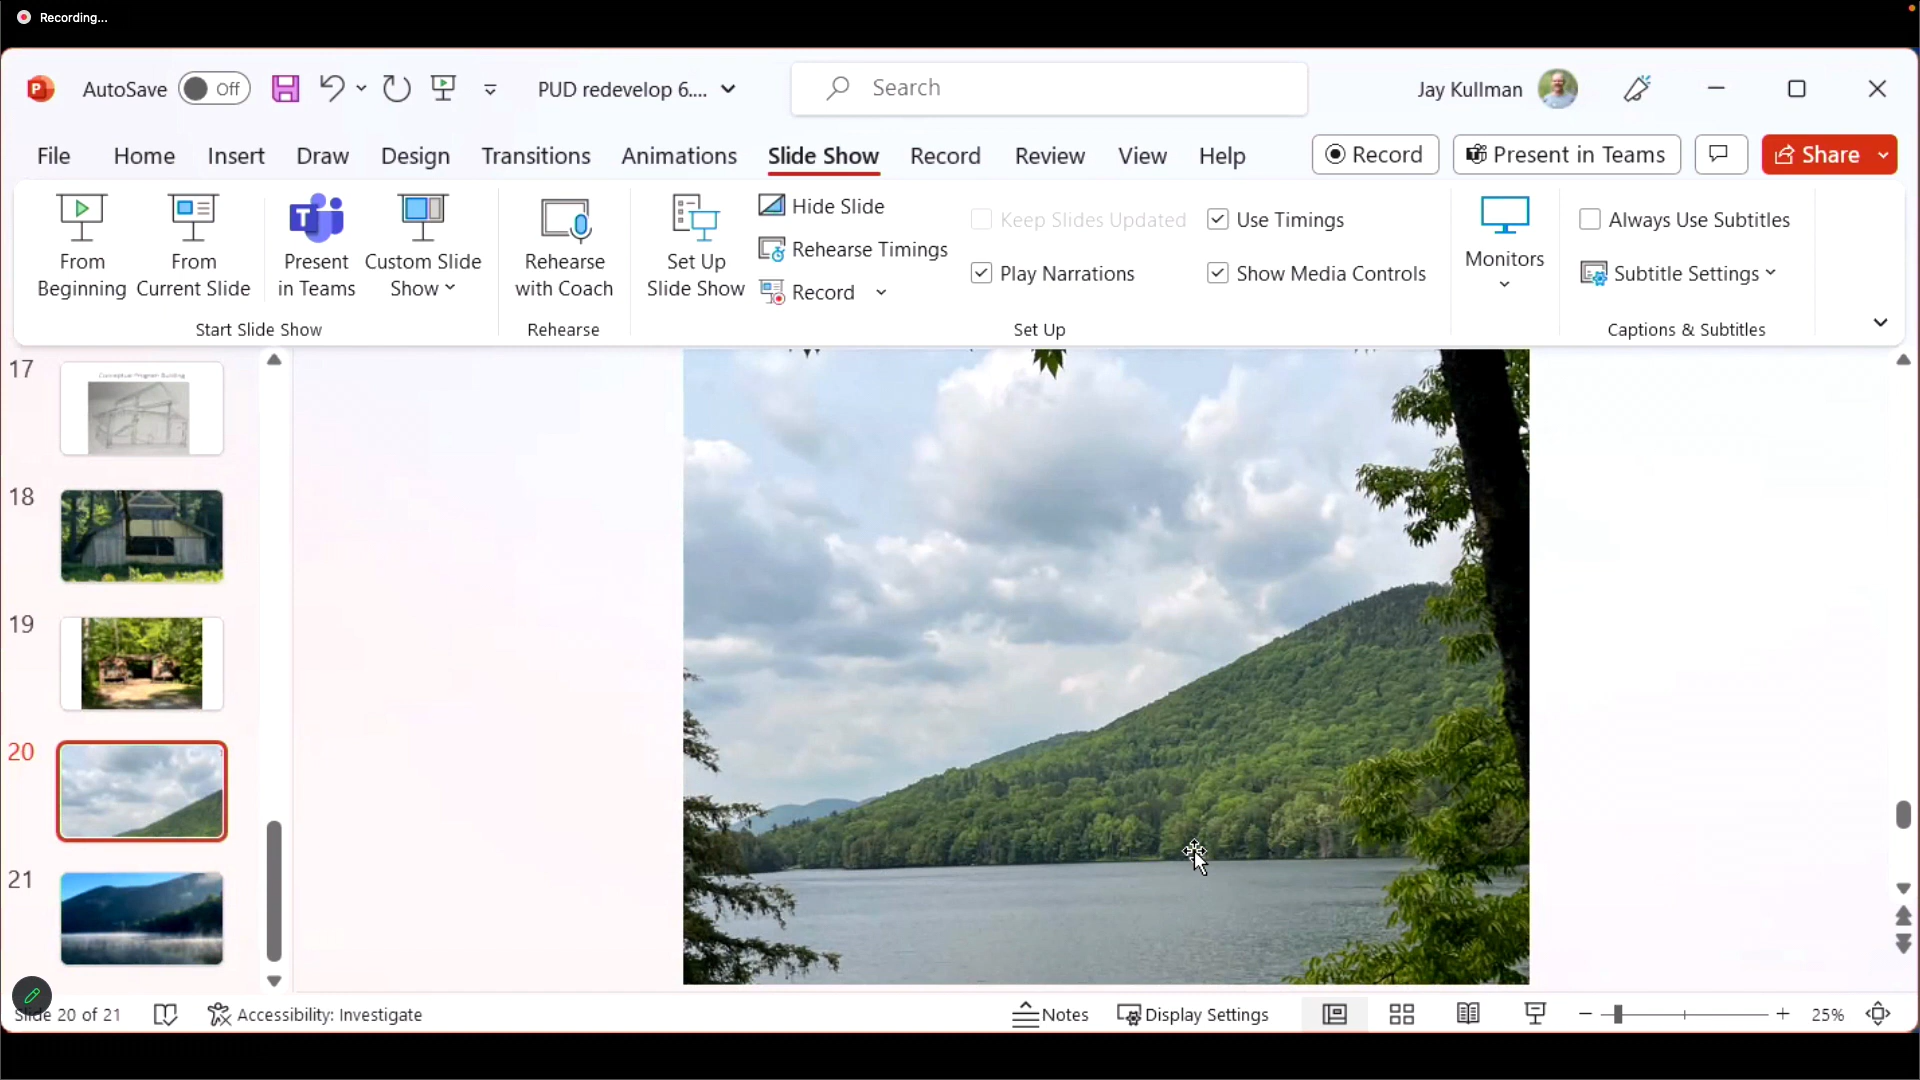 Recording...
AutoSave Off PUD redevelop 6.... Search Jay Kullman
File Home Insert Draw Design Transitions Animations Slide Show Record Review View Help Record Present in Teams Share
From Beginning
From Current Slide
Present in Teams
Custom Slide Show
Start Slide Show
Rehearse with Coach
Rehearse
Set Up Slide Show
Hide Slide
Rehearse Timings
Record
Keep Slides Updated
Play Narrations
Use Timings
Show Media Controls
Set Up
Monitors
Always Use Subtitles
Subtitle Settings
Captions & Subtitles
17
Conceptual Program Building
18
19
20
21
Slide 20 of 21 Accessibility: Investigate Notes Display Settings 25%